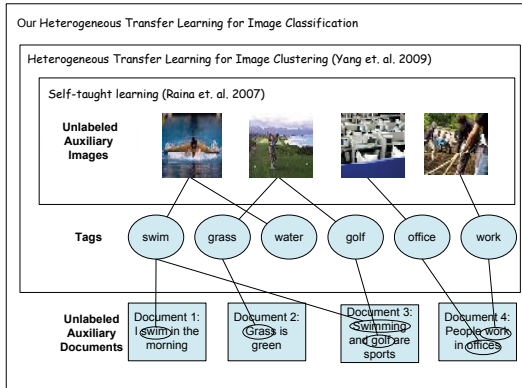 Our Heterogeneous Transfer Learning for Image Classification
Heterogeneous Transfer Learning for Image Clustering (Yang et. al. 2009)
Self-taught learning (Raina et. al. 2007)
Unlabeled
Auxiliary
Images
Tags
swim
grass
water
golf
office
work
Unlabeled
Auxiliary
Documents
Document 1:
I swim in the
morning
Document 2:
Grass is
green
Document 3:
Swimming
and golf are
sports
Document 4:
People work
in offices